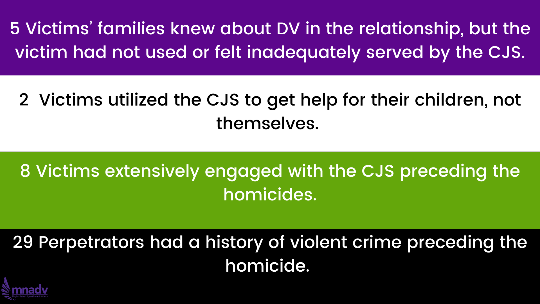 5 Victims' families knew about DV in the relationship, but the
victim had not used or felt inadequately served by the CJS.
2 Victims utilized the CJS to get help for their children, not
themselves.
8 Victims extensively engaged with the CJS preceding the
homicides.
29 Perpetrators had a history of violent crime preceding the
homicide.
mnadv